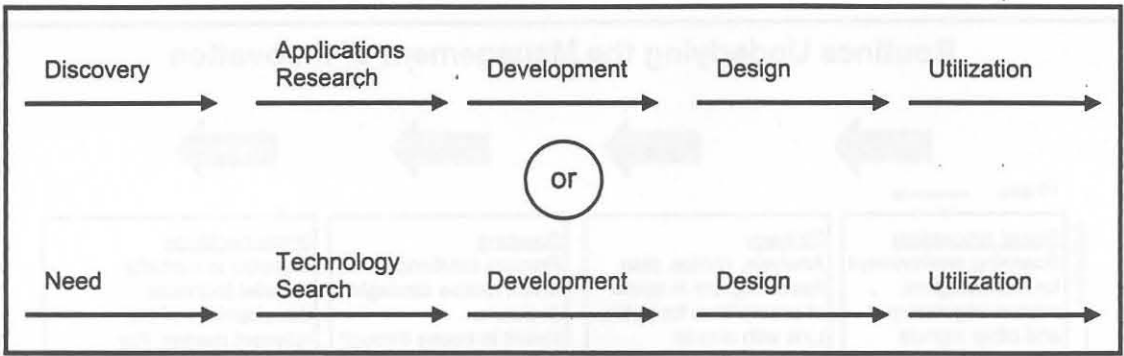 Discovery
Applications
Research
Development
Design
Utilization
or
Need
Technology
Search
Development
Design
Utilization